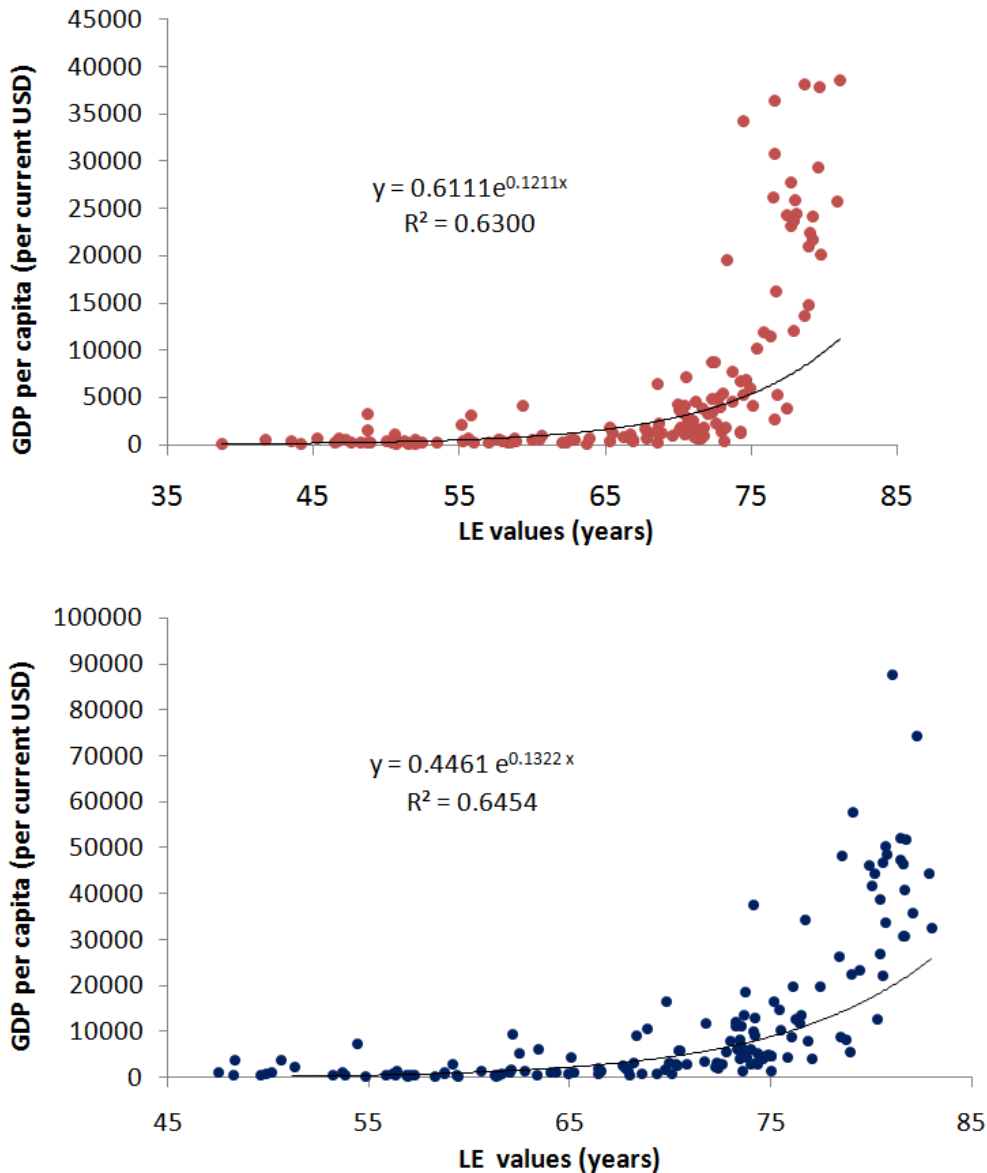 45000
40000
35000
30000
25000
20000
15000
10000
5000
0
GDP per capita (per current USD)
y = 0.6111e^0.1211x
R² = 0.6300
35 45 55 65 75 85
LE values (years)
100000
90000
80000
70000
60000
50000
40000
30000
20000
10000
0
GDP per capita (per current USD)
y = 0.4461 e^0.1322 x
R² = 0.6454
45 55 65 75 85
LE values (years)